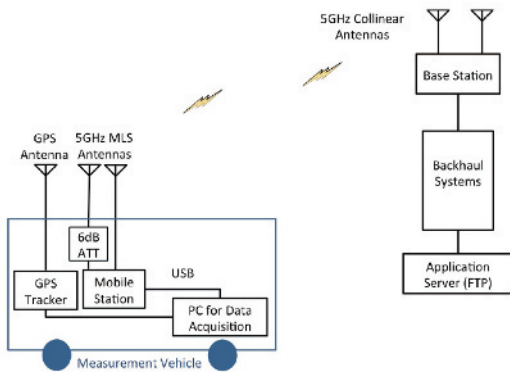 5GHz Collinear
Antennas
Base Station
GPS
Antenna
5GHz MLS
Antennas
Backhaul
Systems
6dB
ATT
GPS
Tracker
Mobile
Station
USB
PC for Data
Acquisition
Application
Server (FTP)
Measurement Vehicle